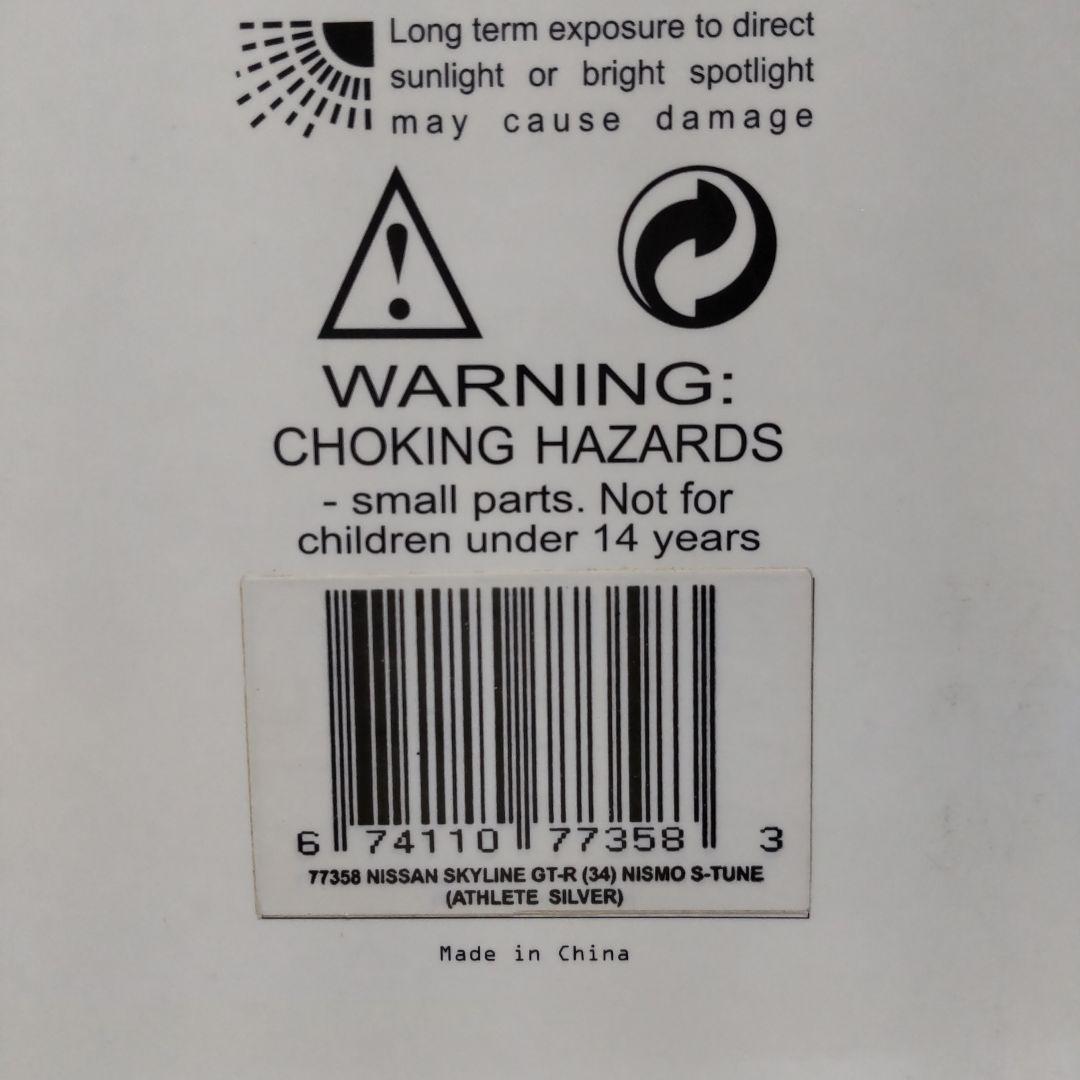 Long term exposure to direct
sunlight or bright spotlight
may cause damage
WARNING:
CHOKING HAZARDS
- small parts. Not for
children under 14 years
6 74110 77358 3
77358 NISSAN SKYLINE GT-R (34) NISMO S-TUNE
(ATHLETE SILVER)
Made in China